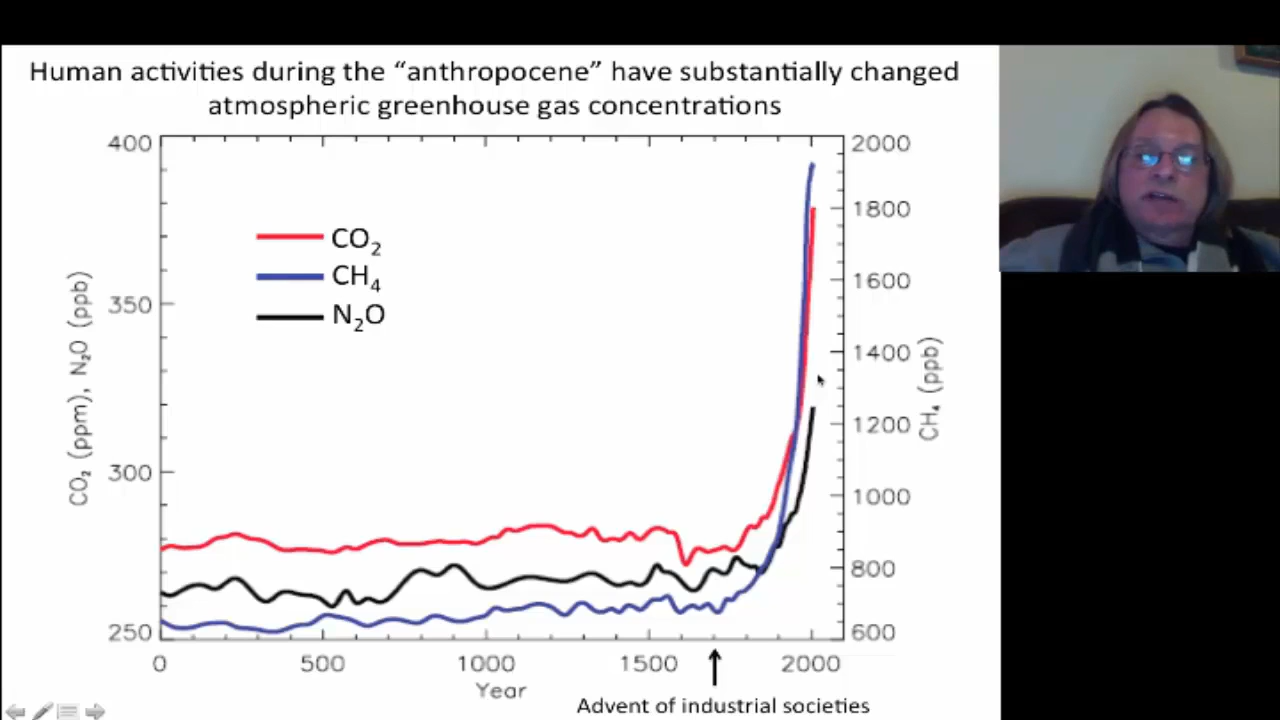 Human activities during the “anthropocene” have substantially changed
atmospheric greenhouse gas concentrations
400
350
300
250
CO₂ (ppm), N₂O (ppb)
CO₂
CH₄
N₂O
2000
1800
1600
1400
1200
1000
800
600
CH₄ (ppb)
0 500 1000 1500 2000
Year
Advent of industrial societies